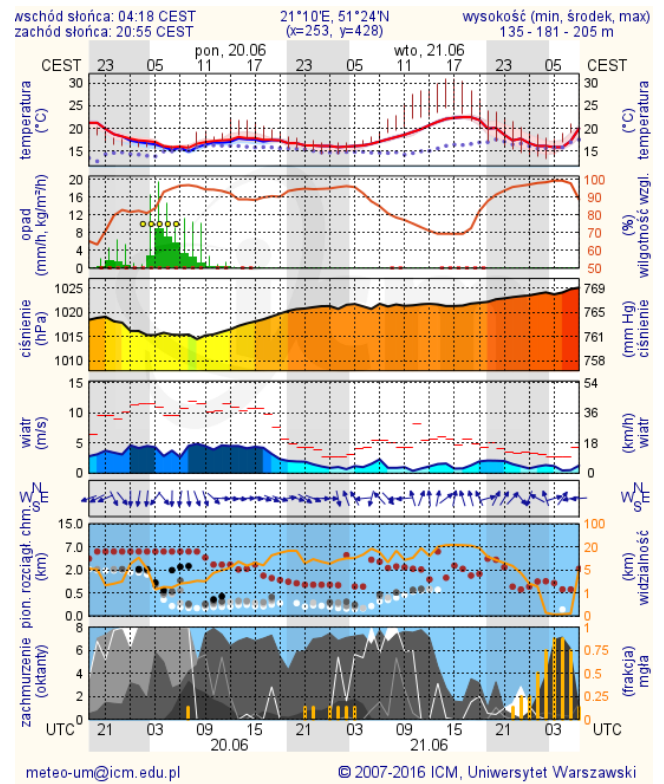 wschód słońca: 04:18 CEST 21°10'E, 51°24'N wysokość (min, środek, max)
zachód słońca: 20:55 CEST (x=253, y=428) 135 - 181 - 205 m
pon, 20.06 wto, 21.06
CEST 23 05 11 17 23 05 11 17 23 05 CEST
temperatura (°C) 30 25 20 15 30 25 20 15 temperatura (°C)
opad (mm/h, kg/m²/h) 20 16 12 8 4 0 100 90 80 70 60 50 (%) wilgotność wzgl.
ciśnienie (hPa) 1025 1020 1015 1010 769 765 761 758 (mm Hg) ciśnienie
wiatr (m/s) 15 10 5 0 54 36 18 0 (km/h) wiatr
N W E S N W E S
pion. rozciągł. chm. (km) 15.0 7.0 2.0 0.5 0.0 100 20 5 1 0 (km) widzialność
zachmurzenie (oktanty) 8 6 4 2 0 1 0.75 0.5 0.25 0 (frakcja) mgła
UTC 21 03 09 15 21 03 09 15 21 03 UTC
20.06 21.06
meteo-um@icm.edu.pl © 2007-2016 ICM, Uniwersytet Warszawski